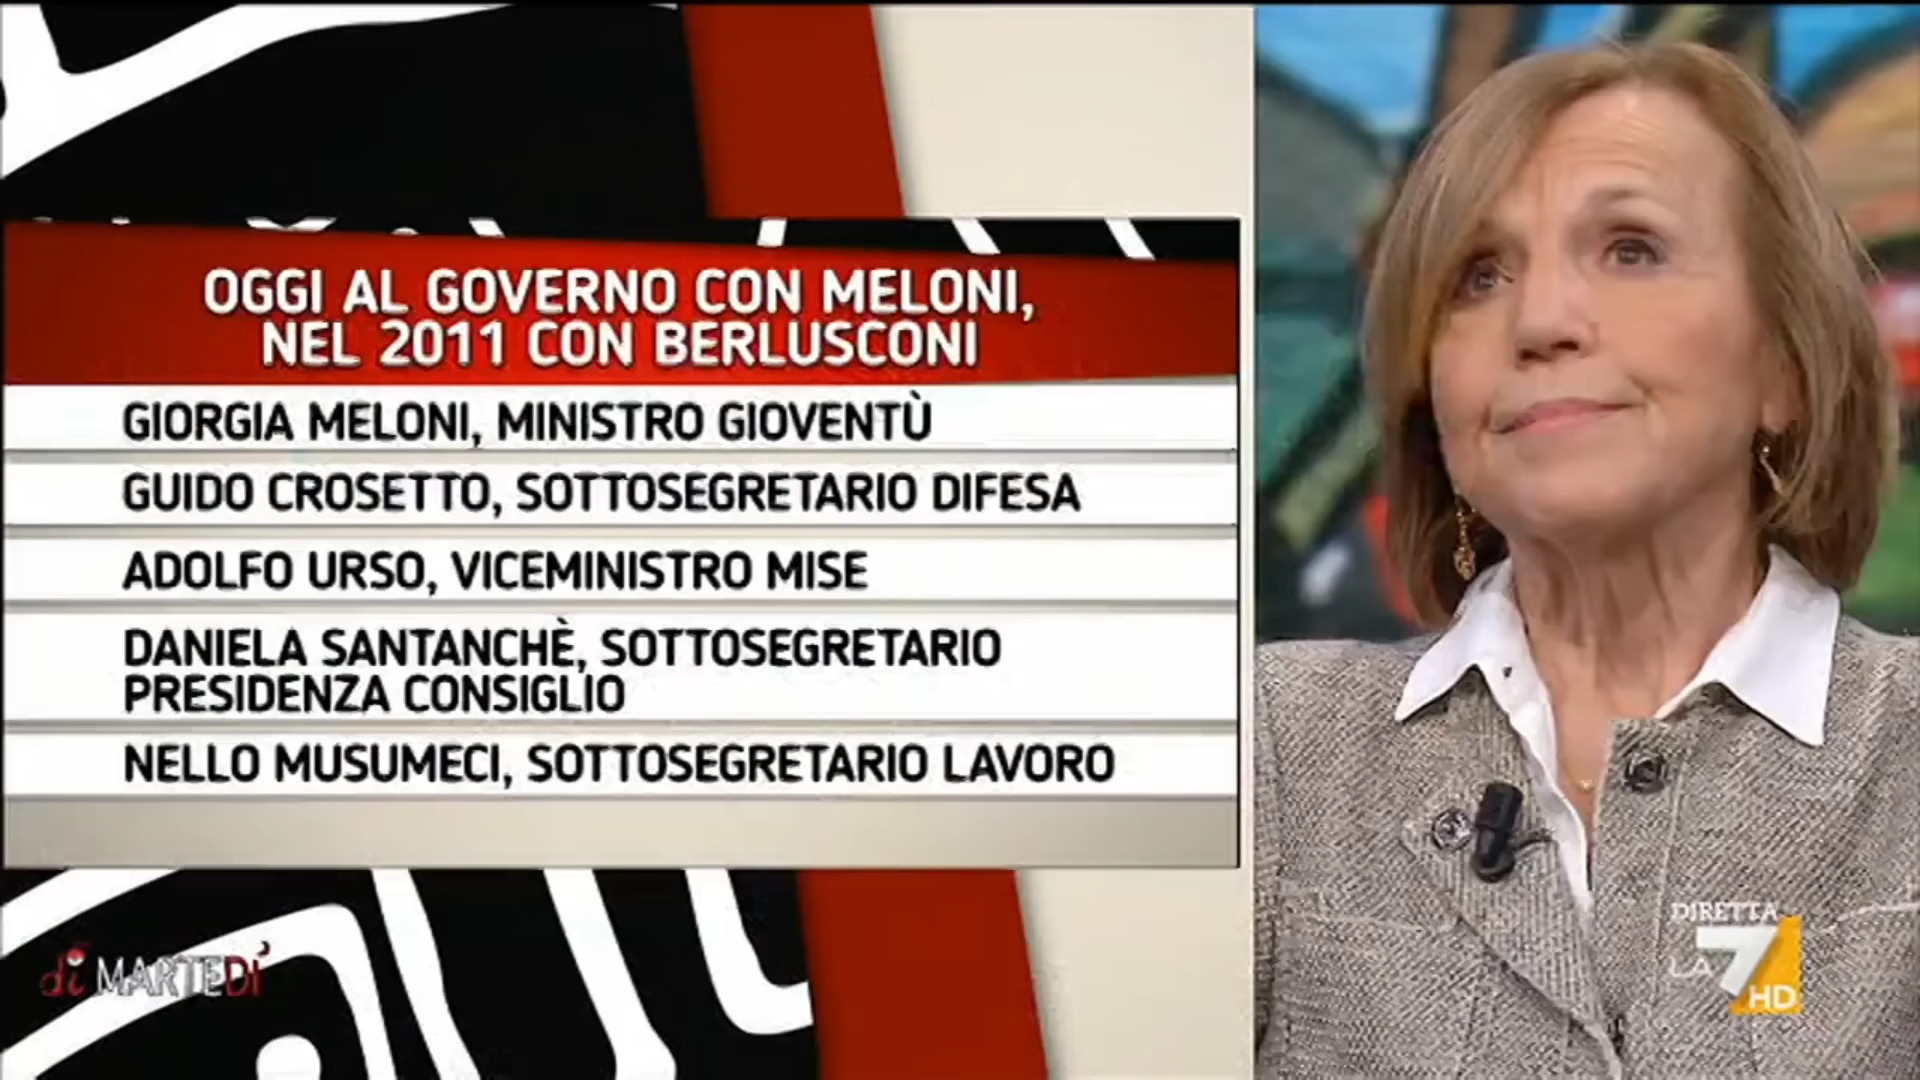 OGGI AL GOVERNO CON MELONI,
NEL 2011 CON BERLUSCONI
GIORGIA MELONI, MINISTRO GIOVENTÙ
GUIDO CROSETTO, SOTTOSEGRETARIO DIFESA
ADOLFO URSO, VICEMINISTRO MISE
DANIELA SANTANCHÈ, SOTTOSEGRETARIO
PRESIDENZA CONSIGLIO
NELLO MUSUMECI, SOTTOSEGRETARIO LAVORO
di MARTEDI'
DIRETTA
LA 7
HD